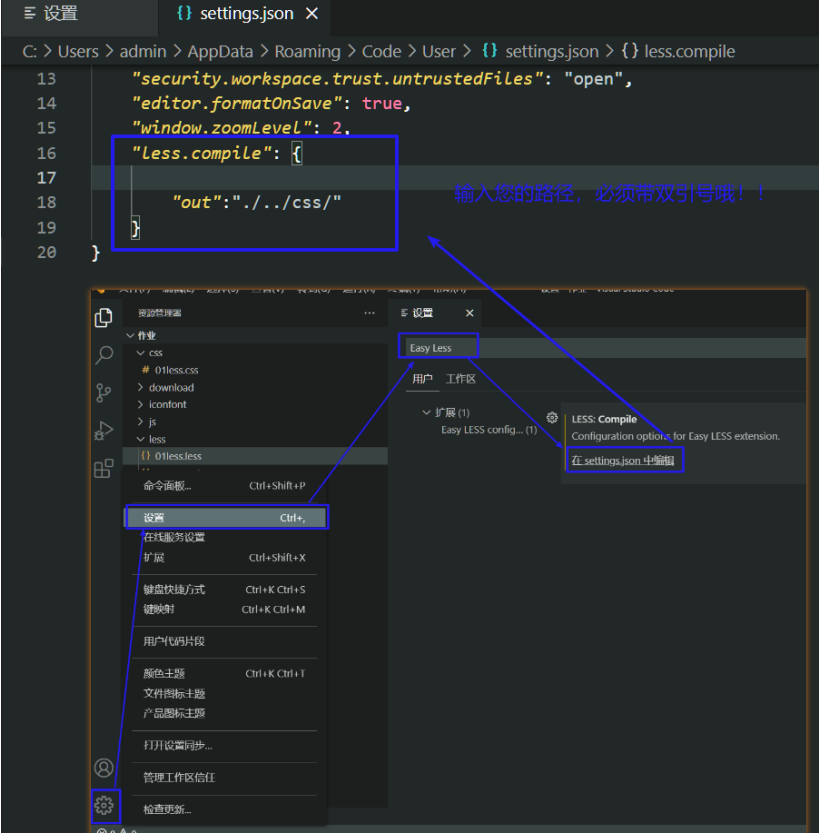 设置
settings.json
C: > Users > admin > AppData > Roaming > Code > User > {} settings.json > {} less.compile
13 "security.workspace.trust.untrustedFiles": "open",
14 "editor.formatOnSave": true,
15 "window.zoomLevel": 2,
16 "less.compile": {
17
18 "out":"./../css/"
19 }
20 }
输入您的路径，必须带双引号哦！！
资源管理器
设置
作业
css
# 01less.css
download
iconfont
js
less
{} 01less.less
Easy Less
用户 工作区
扩展 (1)
Easy LESS config... (1)
LESS: Compile
Configuration options for Easy LESS extension.
在 settings.json 中编辑
命令面板... Ctrl+Shift+P
设置 Ctrl+,
在线服务设置
扩展 Ctrl+Shift+X
键盘快捷方式 Ctrl+K Ctrl+S
键映射 Ctrl+K Ctrl+M
用户代码片段
颜色主题 Ctrl+K Ctrl+T
文件图标主题
产品图标主题
打开设置同步...
管理工作区信任
检查更新...